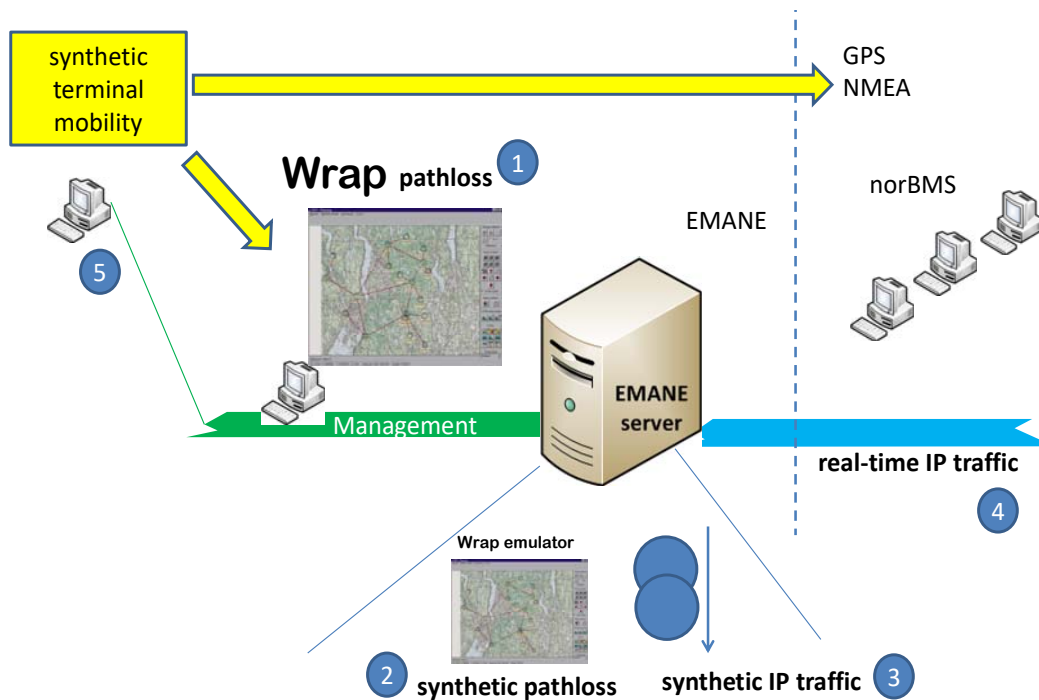 synthetic
terminal
mobility
GPS
NMEA
Wrap pathloss 1
norBMS
EMANE
5
EMANE
server
Management
real-time IP traffic
4
Wrap emulator
2
synthetic pathloss
synthetic IP traffic 3